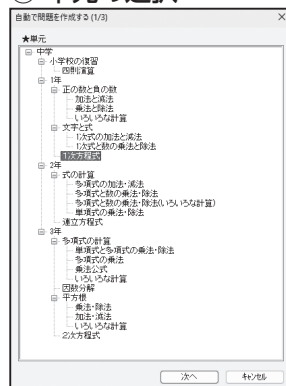 自動で問題を作成する (1/3)
★単元
中学
小学校の復習
四則演算
1年
正の数と負の数
加法と減法
乗法と除法
いろいろな計算
文字と式
1次式の加法と減法
1次式と数の乗法と除法
1次方程式
2年
式の計算
多項式の加法・減法
多項式と数の乗法・除法
多項式と数の乗法・除法(いろいろな計算)
単項式の乗法・除法
連立方程式
3年
多項式の計算
単項式と多項式の乗法・除法
多項式の乗法
乗法公式
いろいろな計算
因数分解
平方根
乗法・除法
加法・減法
いろいろな計算
2次方程式
次へ
キャンセル